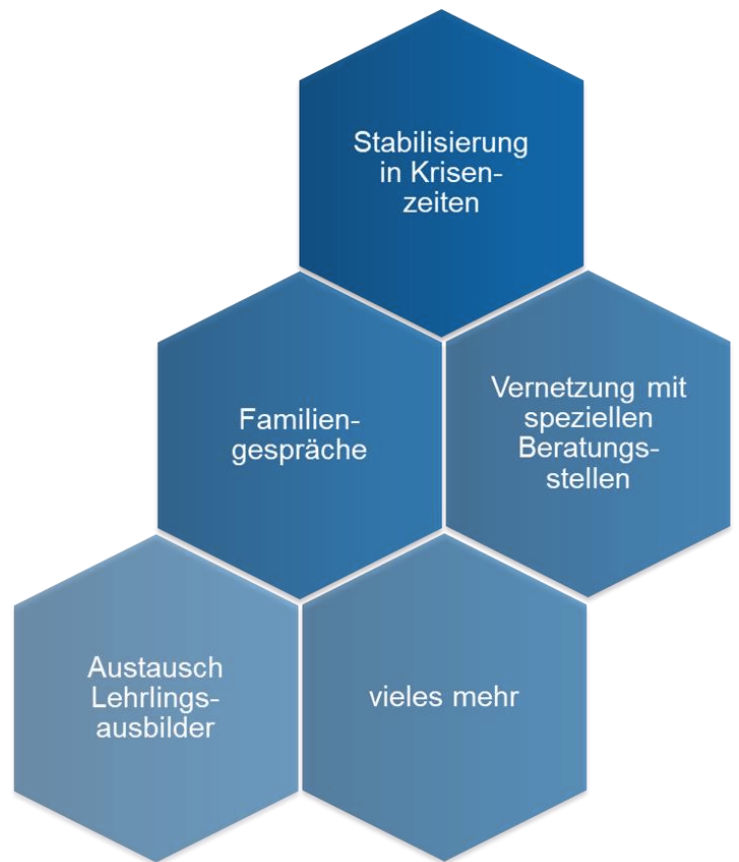 Stabilisierung
in Krisen-
zeiten
Familien-
gespräche
Vernetzung mit
speziellen
Beratungs-
stellen
Austausch
Lehrlings-
ausbilder
vieles mehr